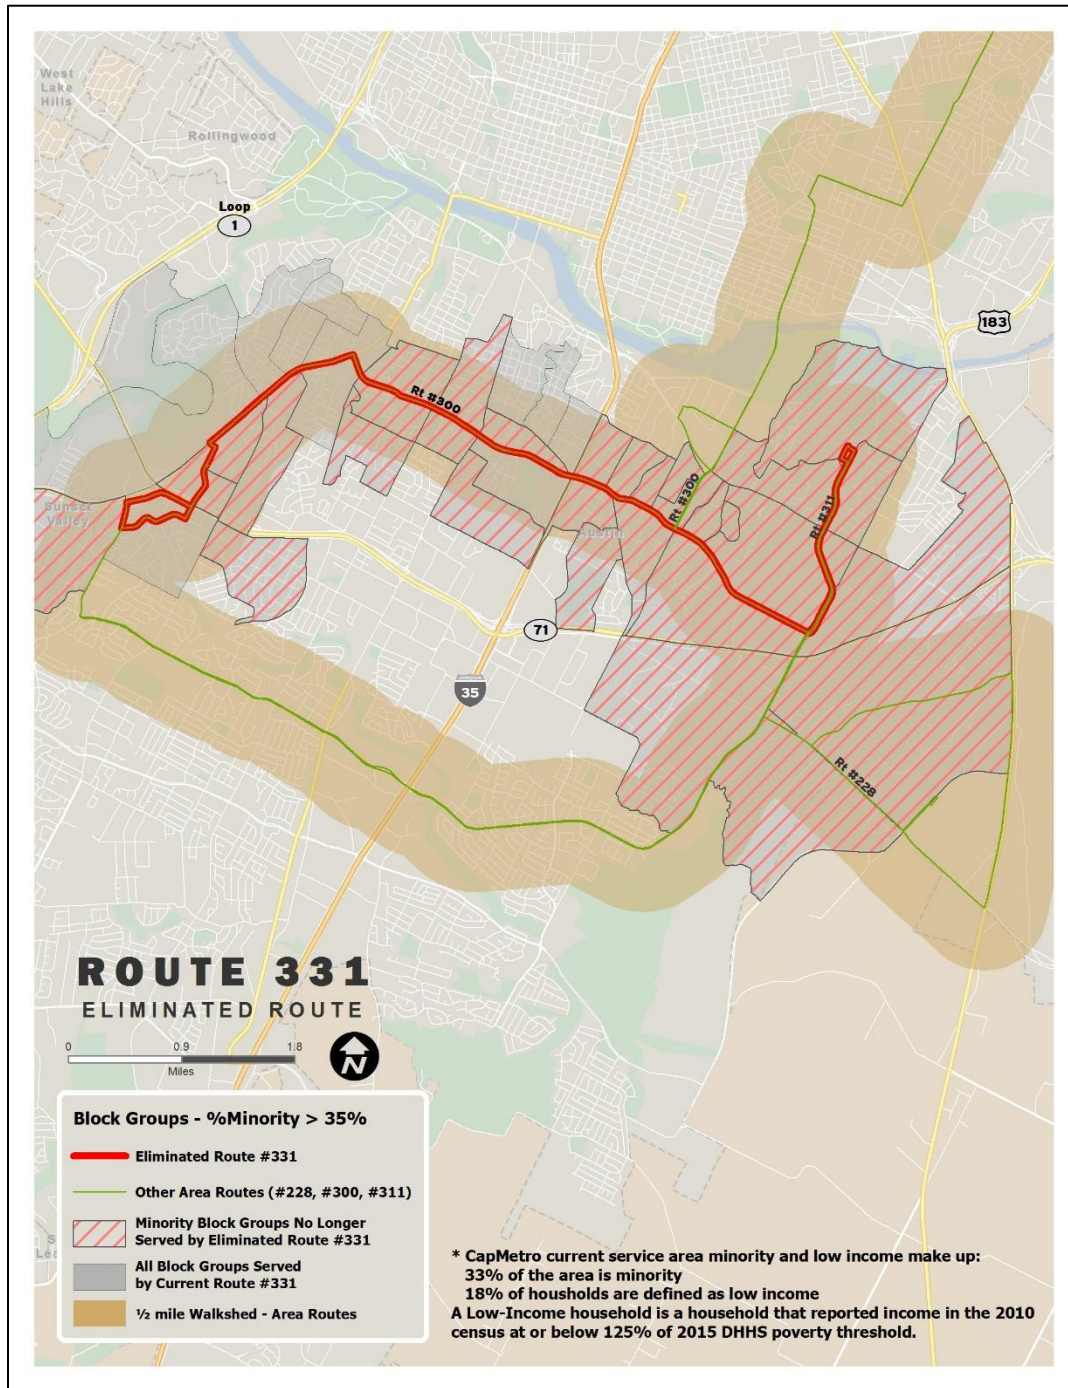 West
Lake
Hills
Rollingwood
Loop
1
183
Rt #300
Rt #300
Rt #311
Sunset
Valley
Austin
71
35
Rt #228
ROUTE 331
ELIMINATED ROUTE
0 0.9 1.8
Miles
N
Block Groups - %Minority > 35%
Eliminated Route #331
Other Area Routes (#228, #300, #311)
Minority Block Groups No Longer
Served by Eliminated Route #331
All Block Groups Served
by Current Route #331
½ mile Walkshed - Area Routes
* CapMetro current service area minority and low income make up:
33% of the area is minority
18% of housholds are defined as low income
A Low-Income household is a household that reported income in the 2010
census at or below 125% of 2015 DHHS poverty threshold.